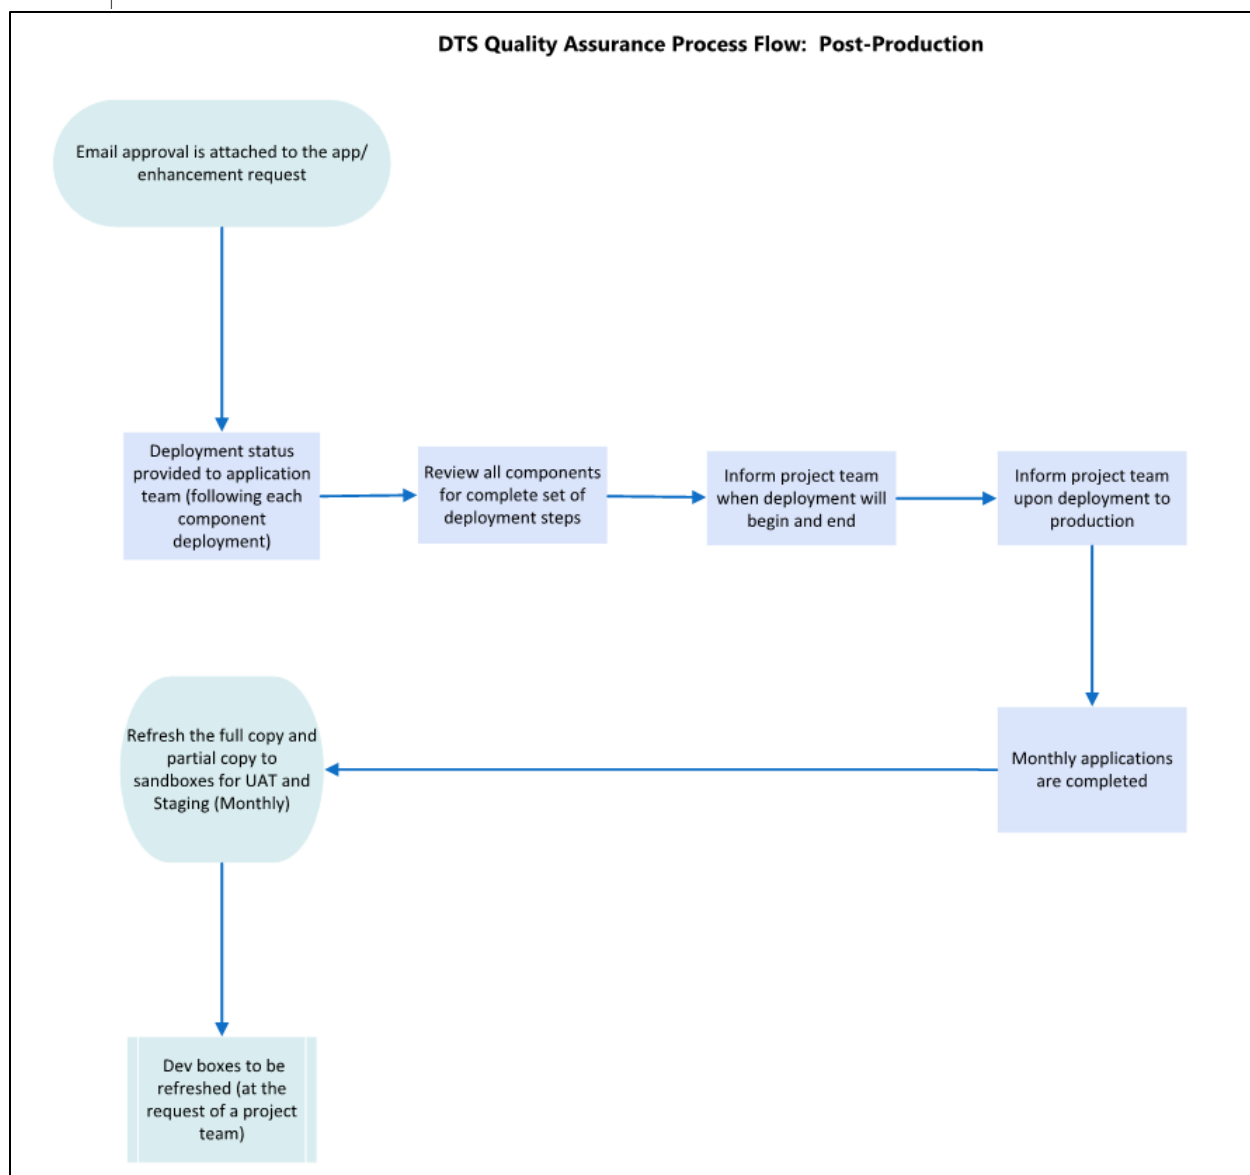 DTS Quality Assurance Process Flow:  Post-Production
Email approval is attached to the app/
enhancement request
Deployment status
provided to application
team (following each
component
deployment)
Review all components
for complete set of
deployment steps
Inform project team
when deployment will
begin and end
Inform project team
upon deployment to
production
Monthly applications
are completed
Refresh the full copy and
partial copy to
sandboxes for UAT and
Staging (Monthly)
Dev boxes to be
refreshed (at the
request of a project
team)